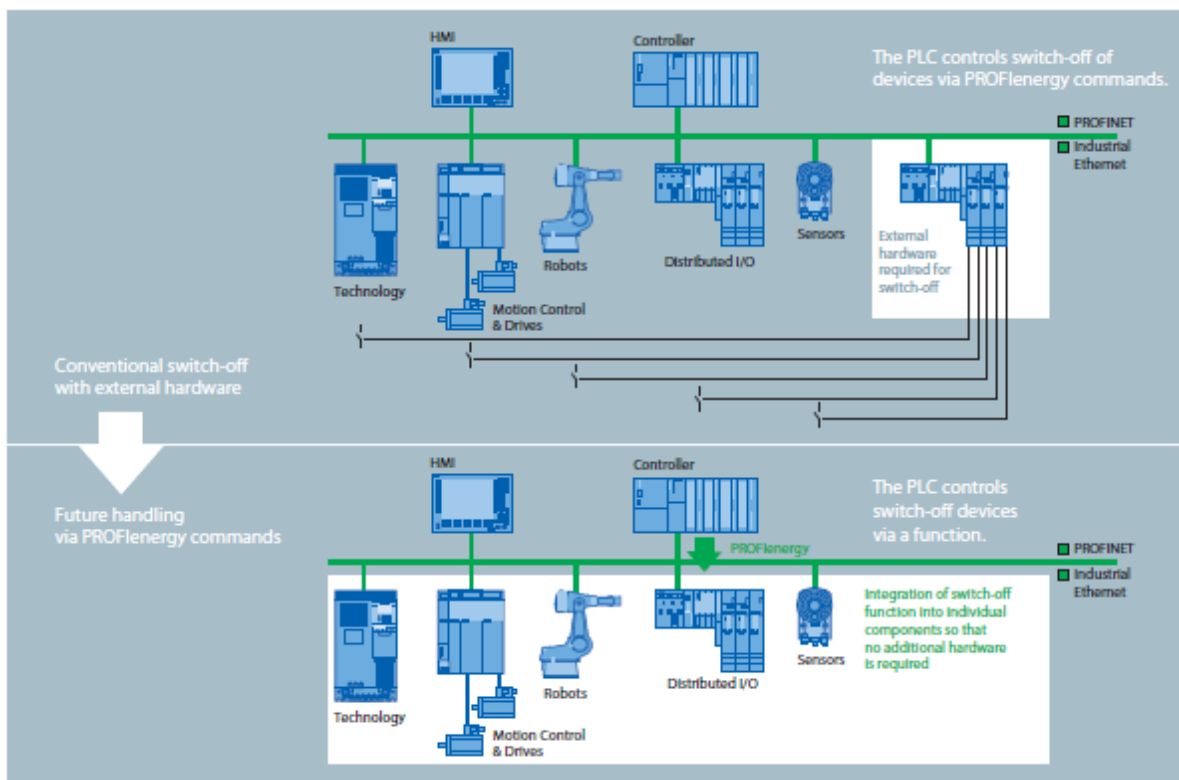 HMI
Controller
The PLC controls switch-off of
devices via PROFIenergy commands.
PROFINET
Industrial
Ethernet
Technology
Motion Control
& Drives
Robots
Distributed I/O
Sensors
External
hardware
required for
switch-off
Conventional switch-off
with external hardware
Future handling
via PROFIenergy commands
HMI
Controller
The PLC controls
switch-off devices
via a function.
PROFIenergy
PROFINET
Industrial
Ethernet
Technology
Motion Control
& Drives
Robots
Distributed I/O
Sensors
Integration of switch-off
function into individual
components so that
no additional hardware
is required